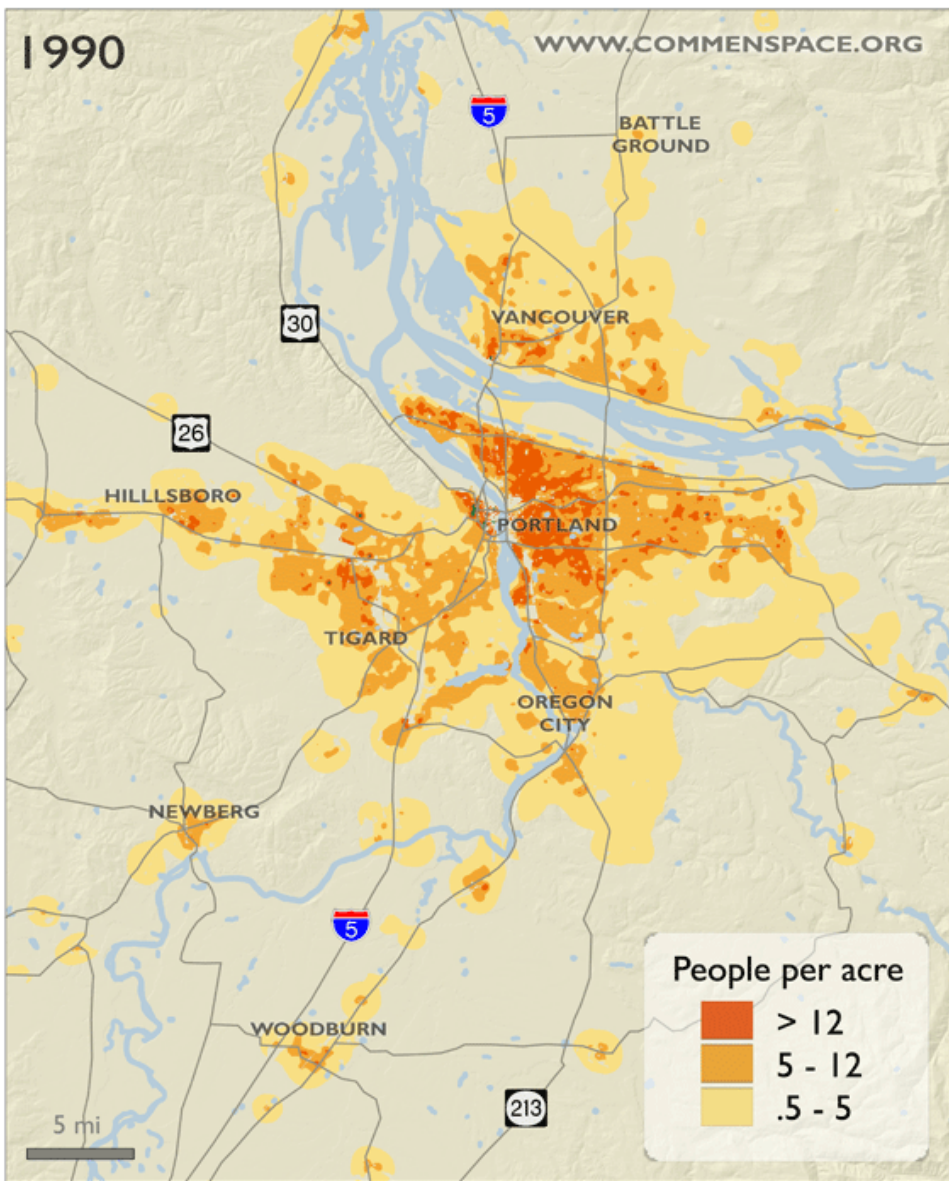 1990
WWW.COMMENSPACE.ORG
5
BATTLE
GROUND
30
VANCOUVER
26
HILLLSBORO
PORTLAND
TIGARD
OREGON
CITY
NEWBERG
5
People per acre
> 12
5 - 12
.5 - 5
WOODBURN
213
5 mi